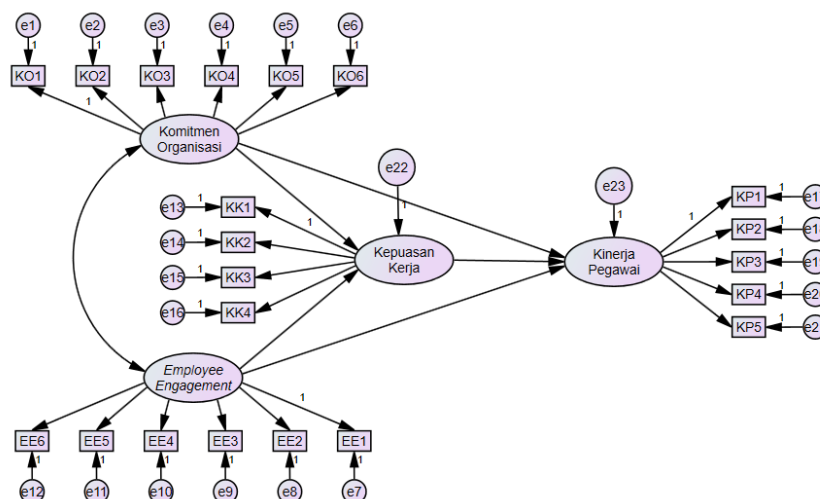 e1 e2 e3 e4 e5 e6
1 1 1 1 1 1
KO1 KO2 KO3 KO4 KO5 KO6
1
Komitmen
Organisasi
e22
1
e23
1
e13 1 KK1
1
e14 1 KK2
e15 1 KK3
e16 1 KK4
Kepuasan
Kerja
Kinerja
Pegawai
1
KP1 1
KP2 1
KP3 1
KP4 1
KP5 1
Employee
Engagement
1
EE6 EE5 EE4 EE3 EE2 EE1
1 1 1 1 1 1
e12 e11 e10 e9 e8 e7